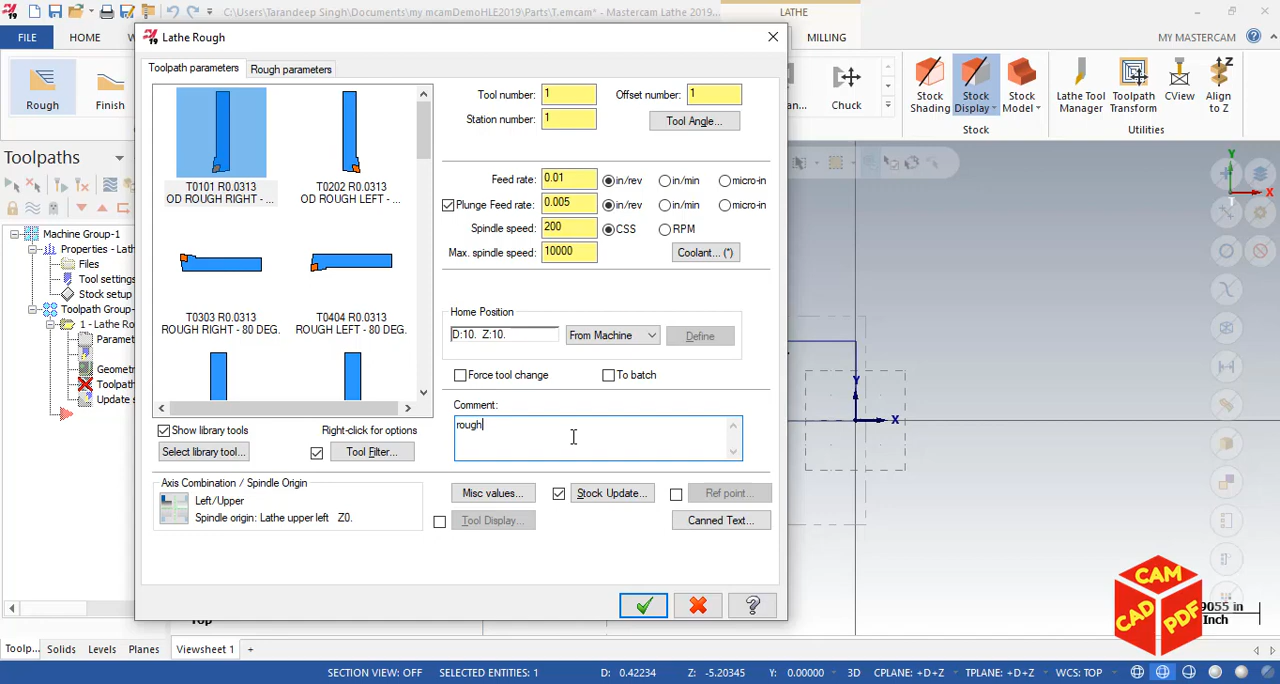 C:\Users\Tarandeep Singh\Documents\my mcamDemoHLE2019\Parts\T.emcam* - Mastercam Lathe 2019...
LATHE
FILE
HOME
MILLING
MY MASTERCAM
Lathe Rough
Toolpath parameters
Rough parameters
Rough
Finish
Chuck
Stock Shading
Stock Display
Stock Model
Stock
Lathe Tool Manager
Toolpath Transform
CView
Align to Z
Utilities
Toolpaths
Machine Group-1
Properties - Lath
Files
Tool settings
Stock setup
Toolpath Group-
1 - Lathe Ro
Paramet
Geomet
Toolpath
Update s
T0101 R0.0313
OD ROUGH RIGHT - ...
T0202 R0.0313
OD ROUGH LEFT - ...
T0303 R0.0313
ROUGH RIGHT - 80 DEG.
T0404 R0.0313
ROUGH LEFT - 80 DEG.
Show library tools
Right-click for options
Select library tool...
Tool Filter...
Axis Combination / Spindle Origin
Left/Upper
Spindle origin: Lathe upper left Z0.
Tool number: 1
Offset number: 1
Station number: 1
Tool Angle...
Feed rate: 0.01 in/rev in/min micro-in
Plunge Feed rate: 0.005 in/rev in/min micro-in
Spindle speed: 200 CSS RPM
Max. spindle speed: 10000
Coolant... (*)
Home Position
D:10. Z:10.
From Machine
Define
Force tool change
To batch
Comment:
rough
Misc values...
Stock Update...
Ref point...
Tool Display...
Canned Text...
Y
X
Y
X
CAM
CAD
PDF
9055 in
Inch
Top
Toolp...
Solids
Levels
Planes
Viewsheet 1
+
SECTION VIEW: OFF
SELECTED ENTITIES: 1
D: 0.42234
Z: -5.20345
Y: 0.00000
3D
CPLANE: +D+Z
TPLANE: +D+Z
WCS: TOP